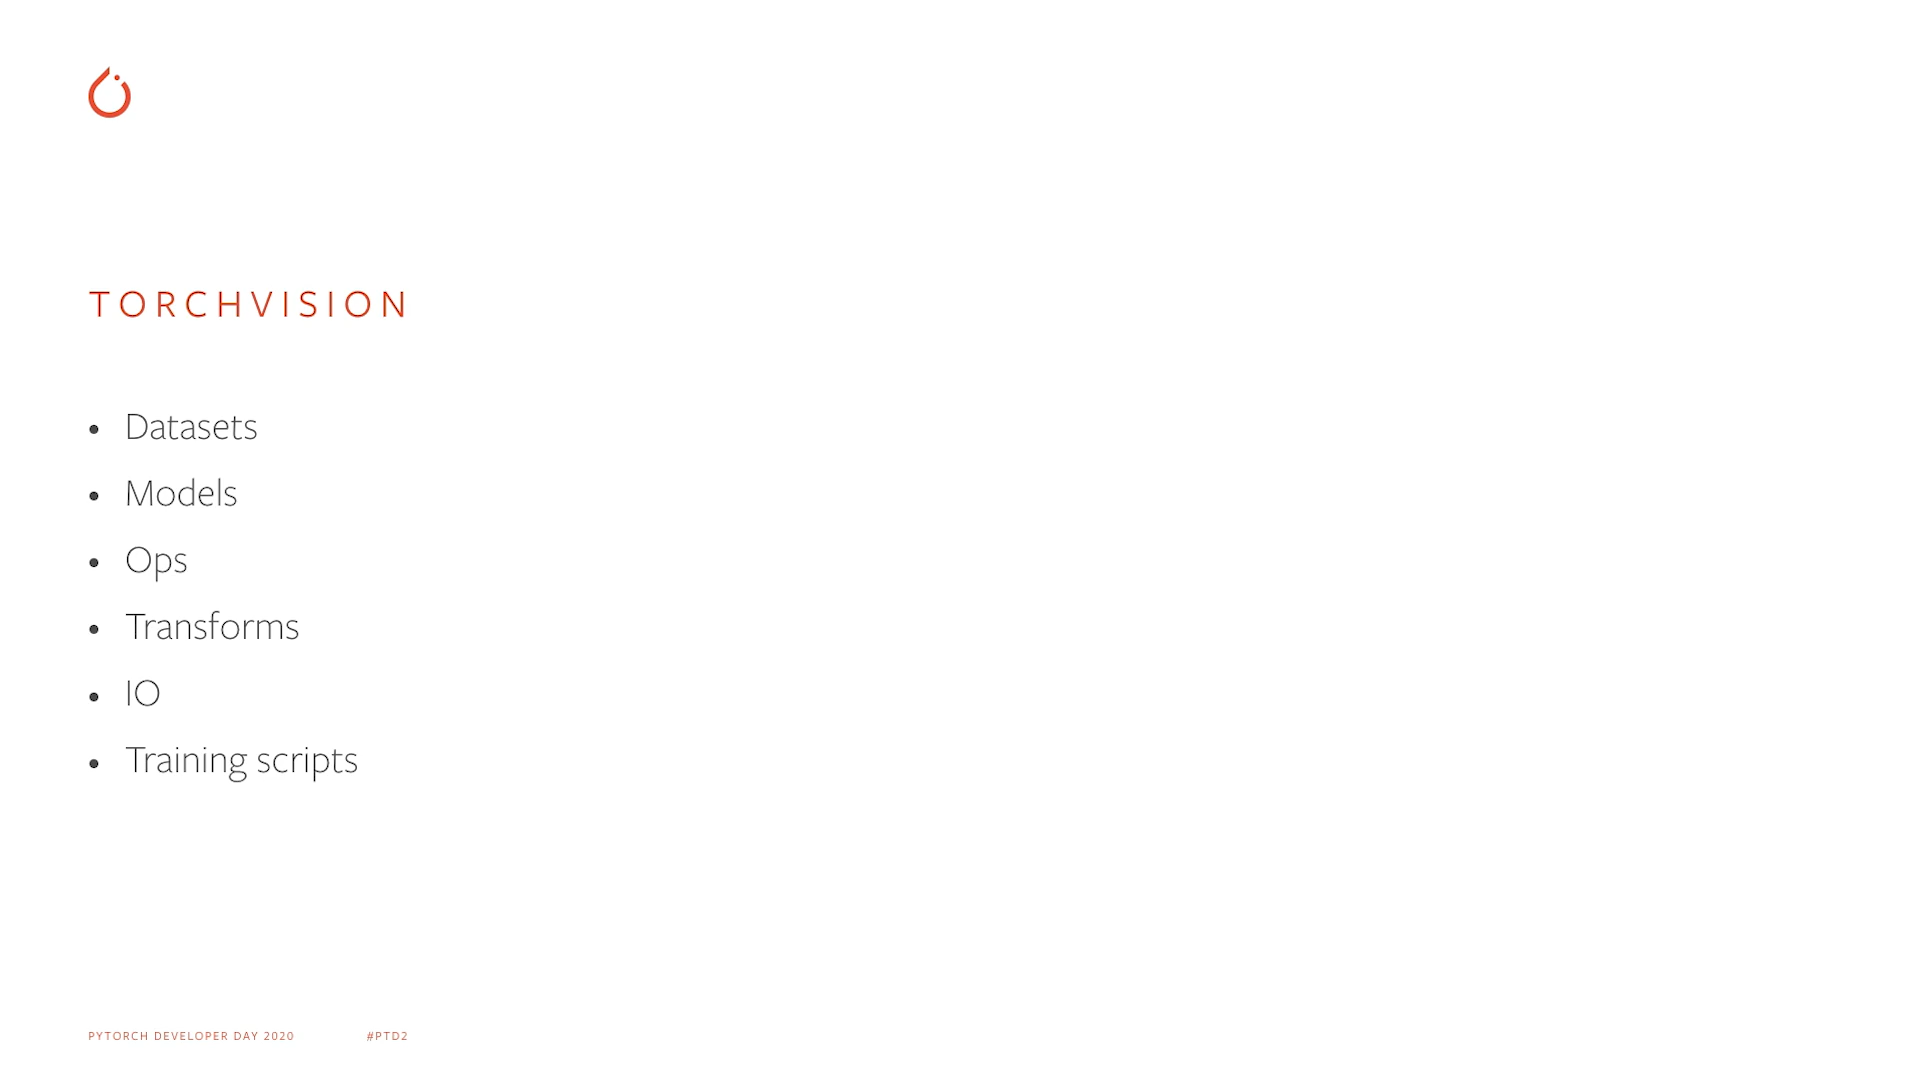 TORCHVISION
• Datasets
• Models
• Ops
• Transforms
• IO
• Training scripts
PYTORCH DEVELOPER DAY 2020 #PTD2